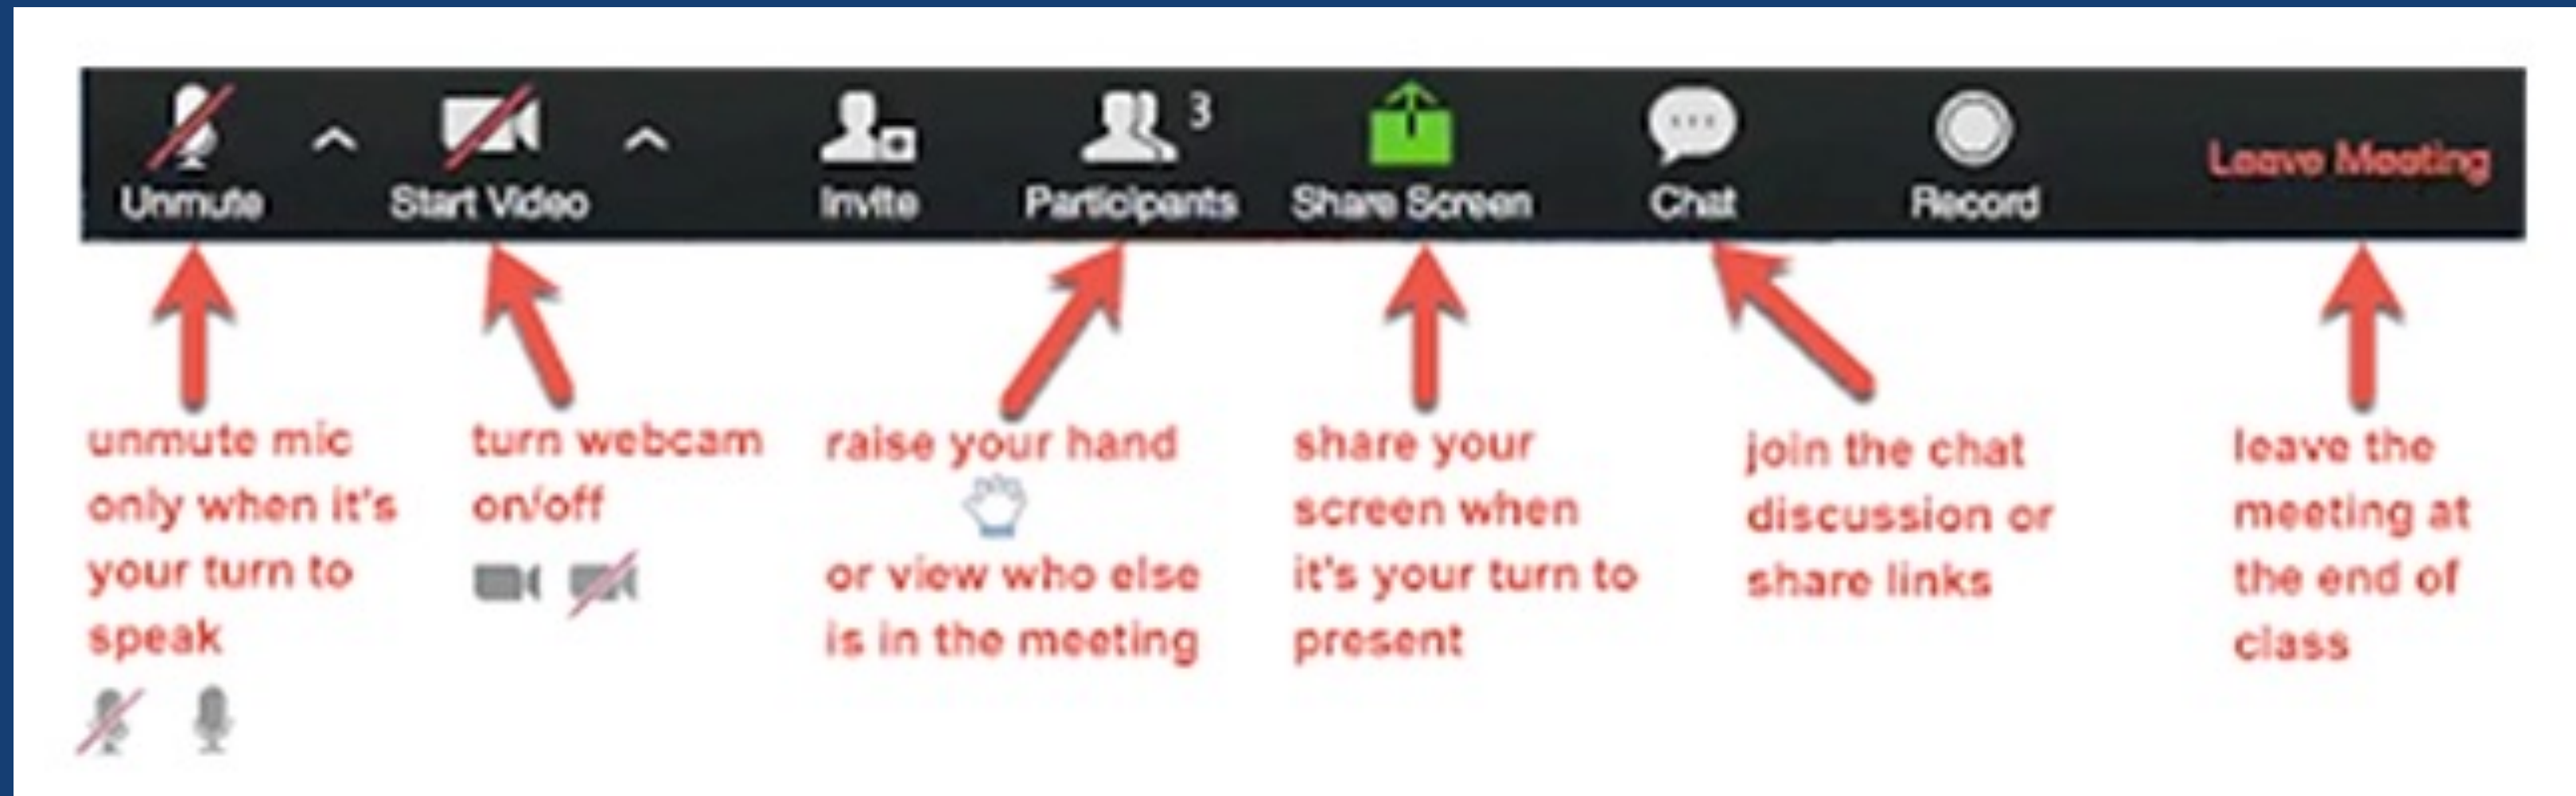 3
Unmute
Start Video
Invite
Participants
Share Screen
Chat
Record
Leave Meeting
unmute mic
only when it's
your turn to
speak
turn webcam
on/off
raise your hand
or view who else
is in the meeting
share your
screen when
it's your turn to
present
join the chat
discussion or
share links
leave the
meeting at
the end of
class